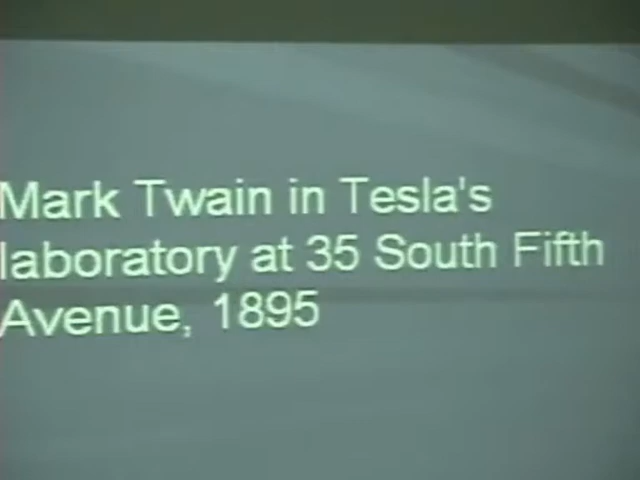 Mark Twain in Tesla's
laboratory at 35 South Fifth
Avenue, 1895